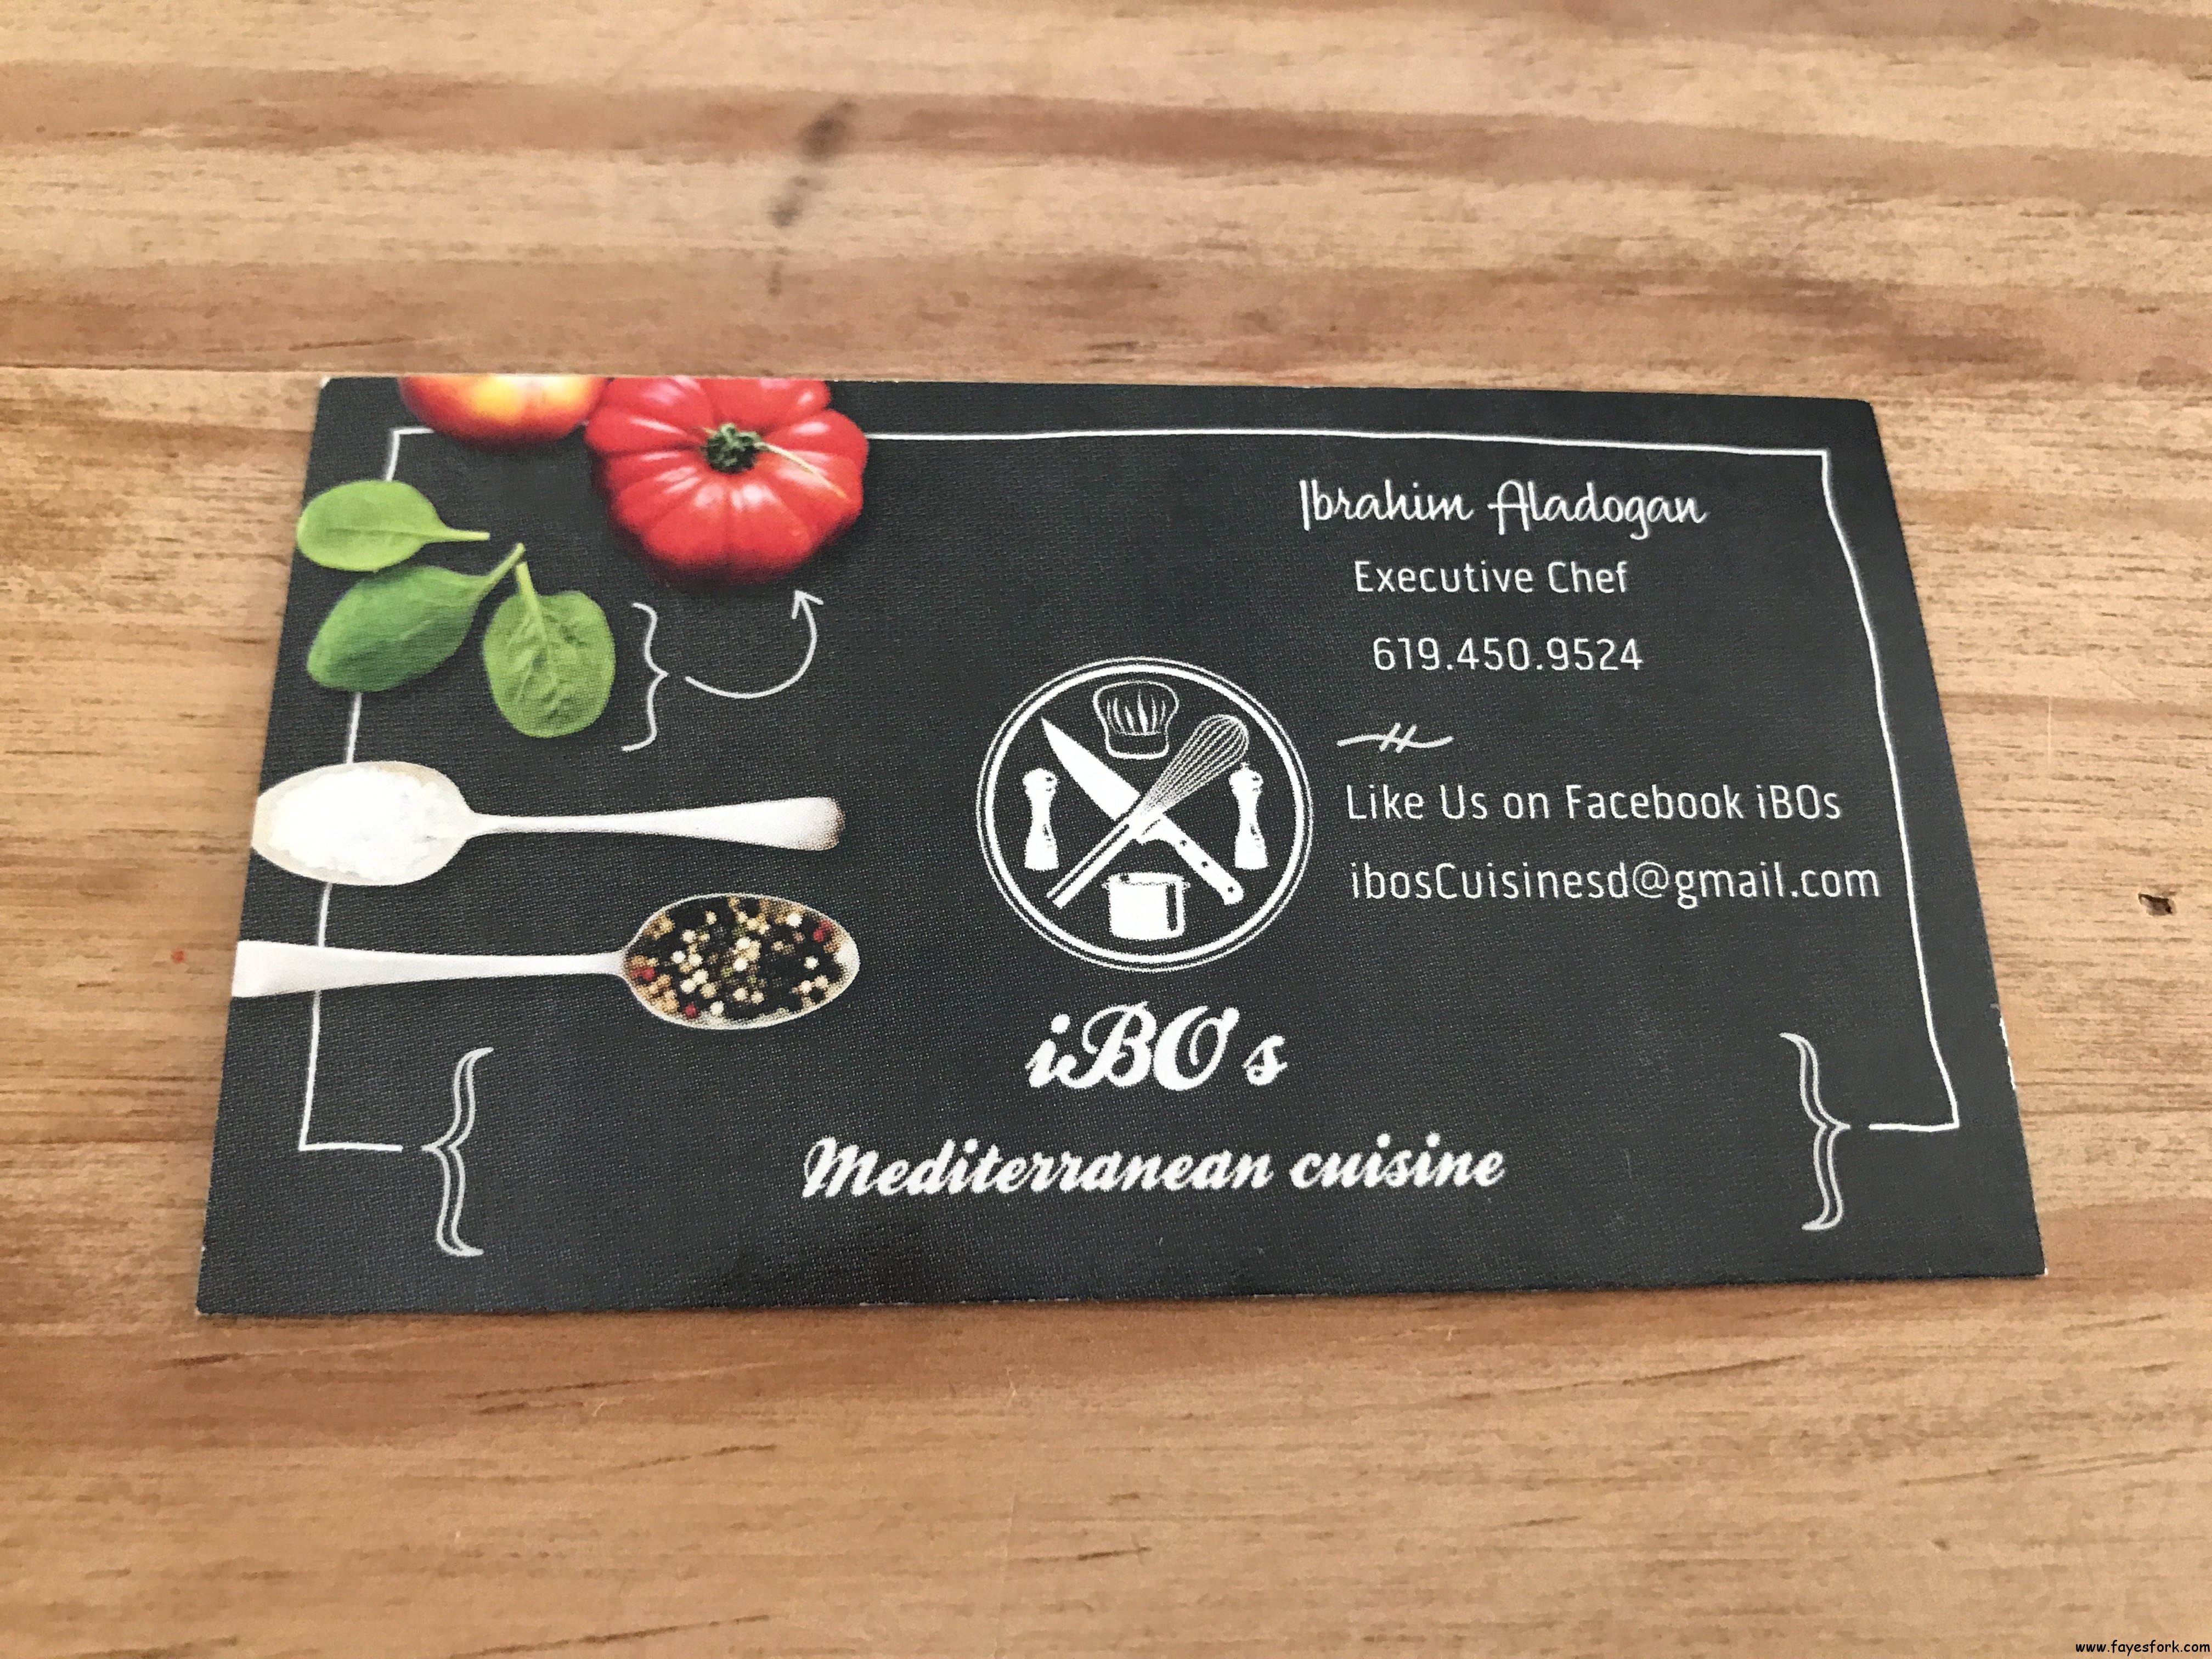 Ibrahim Aladogan
Executive Chef
619.450.9524
Like Us on Facebook iBOs
ibosCuisinesd@gmail.com
iBO's
Mediterranean cuisine
www.fayesfork.com